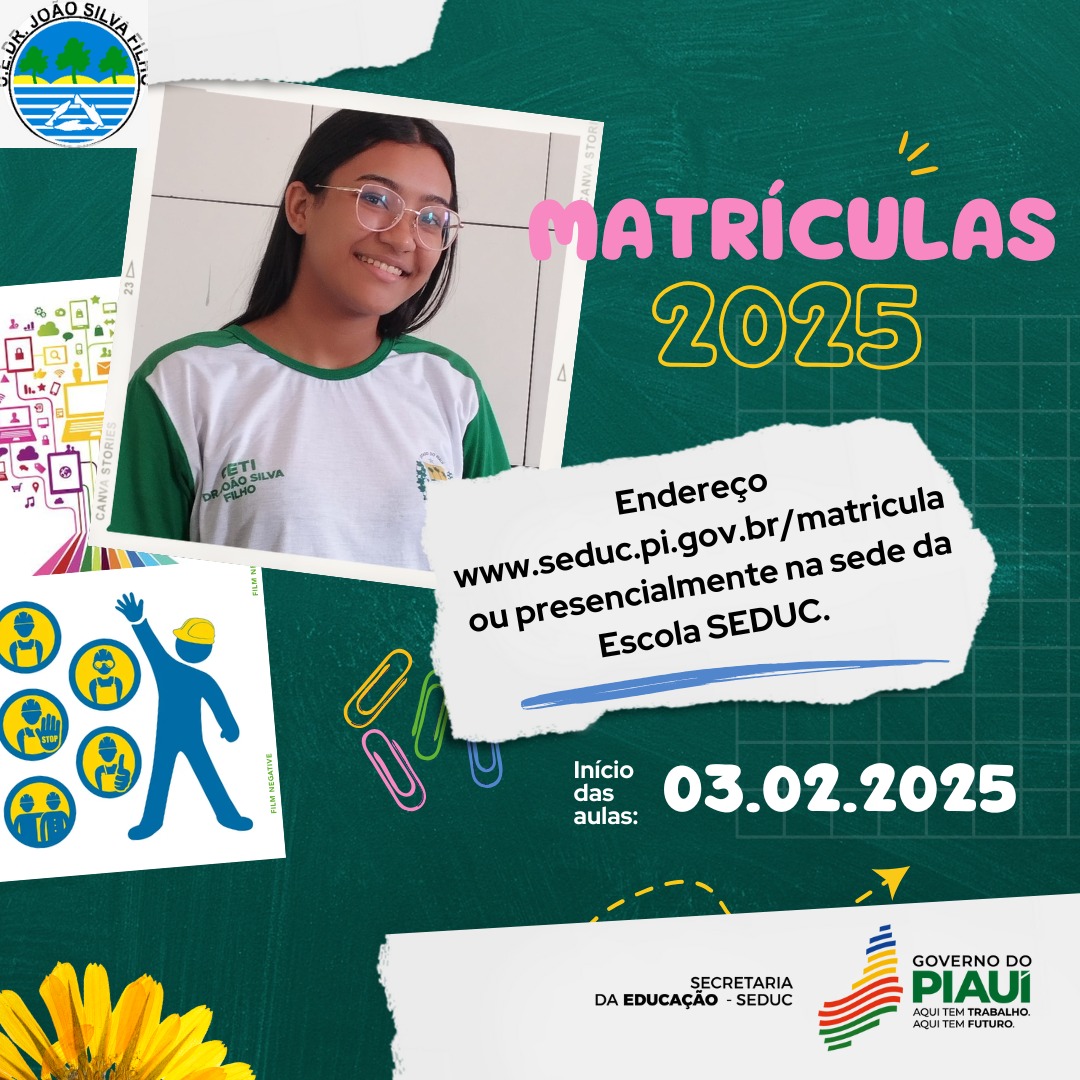 DR. JOÃO SILVA FILHO
CANVA STORIES
23
MATRÍCULAS
2025
CETI
DR. JOÃO SILVA
FILHO
CANVA STORIES
Endereço
www.seduc.pi.gov.br/matricula
ou presencialmente na sede da
Escola SEDUC.
FILM NE
STOP
FILM NEGATIVE
Início
das
aulas:
03.02.2025
SECRETARIA
DA EDUCAÇÃO - SEDUC
GOVERNO DO
PIAUÍ
AQUI TEM TRABALHO.
AQUI TEM FUTURO.